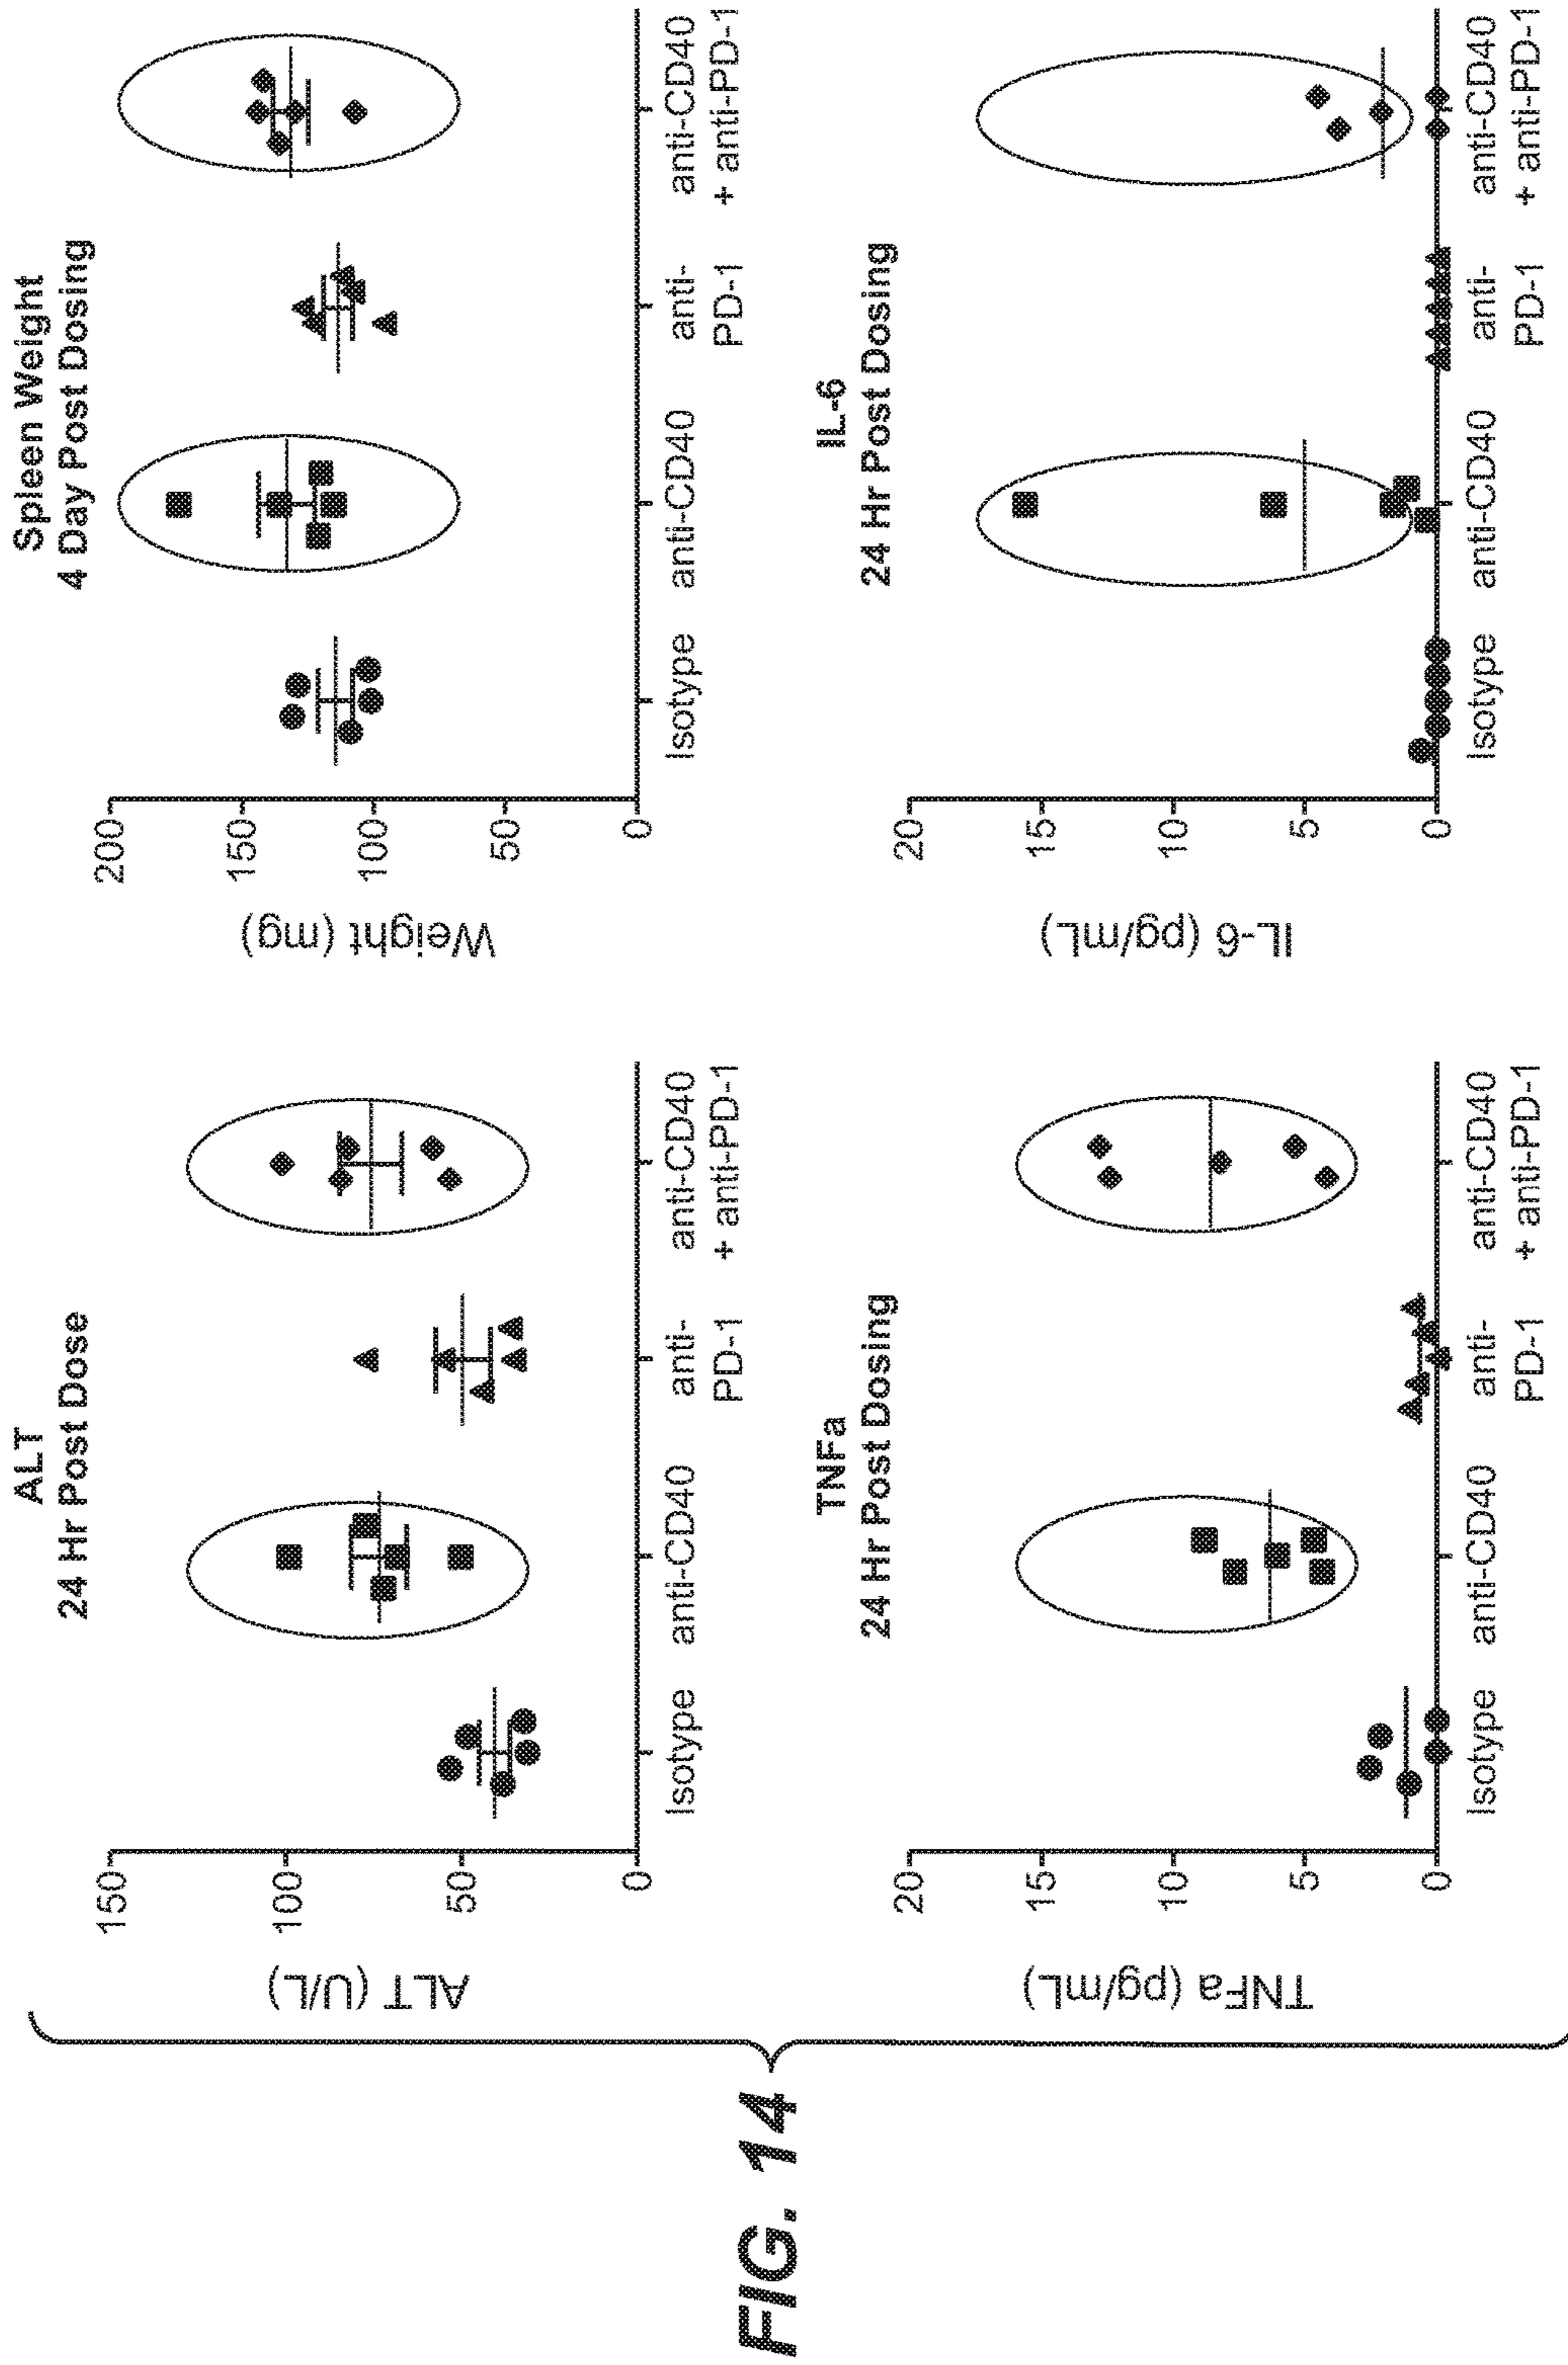 FIG. 14
ALT
24 Hr Post Dose
ALT (U/L)
150
100
50
0
Isotype
anti-CD40
anti-
PD-1
anti-CD40
+ anti-PD-1
Spleen Weight
4 Day Post Dosing
Weight (mg)
200
150
100
50
0
Isotype
anti-CD40
anti-
PD-1
anti-CD40
+ anti-PD-1
TNFa
24 Hr Post Dosing
TNFa (pg/mL)
20
15
10
5
0
Isotype
anti-CD40
anti-
PD-1
anti-CD40
+ anti-PD-1
IL-6
24 Hr Post Dosing
IL-6 (pg/mL)
20
15
10
5
0
Isotype
anti-CD40
anti-
PD-1
anti-CD40
+ anti-PD-1